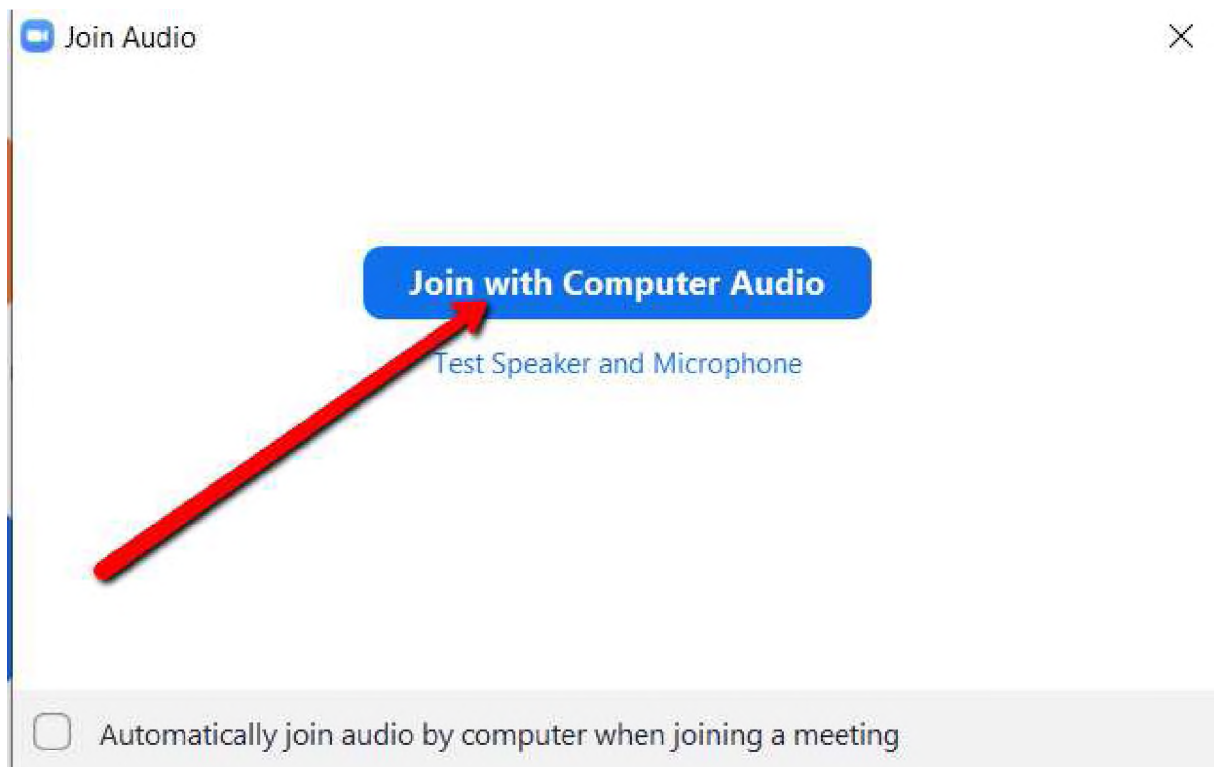 Join Audio
Join with Computer Audio
Test Speaker and Microphone
Automatically join audio by computer when joining a meeting